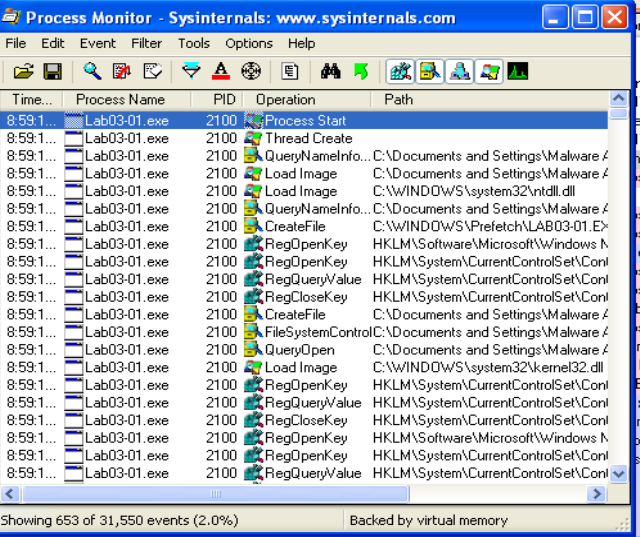 Process Monitor - Sysinternals: www.sysinternals.com
File Edit Event Filter Tools Options Help
Time... Process Name PID Operation Path
8:59:1... Lab03-01.exe 2100 Process Start
8:59:1... Lab03-01.exe 2100 Thread Create
8:59:1... Lab03-01.exe 2100 QueryNameInfo... C:\Documents and Settings\Malware A
8:59:1... Lab03-01.exe 2100 Load Image C:\Documents and Settings\Malware A
8:59:1... Lab03-01.exe 2100 Load Image C:\WINDOWS\system32\ntdll.dll
8:59:1... Lab03-01.exe 2100 QueryNameInfo... C:\Documents and Settings\Malware A
8:59:1... Lab03-01.exe 2100 CreateFile C:\WINDOWS\Prefetch\LAB03-01.EX
8:59:1... Lab03-01.exe 2100 RegOpenKey HKLM\Software\Microsoft\Windows N
8:59:1... Lab03-01.exe 2100 RegOpenKey HKLM\System\CurrentControlSet\Con
8:59:1... Lab03-01.exe 2100 RegQueryValue HKLM\System\CurrentControlSet\Con
8:59:1... Lab03-01.exe 2100 RegCloseKey HKLM\System\CurrentControlSet\Con
8:59:1... Lab03-01.exe 2100 CreateFile C:\Documents and Settings\Malware A
8:59:1... Lab03-01.exe 2100 FileSystemControl C:\Documents and Settings\Malware A
8:59:1... Lab03-01.exe 2100 QueryOpen C:\Documents and Settings\Malware A
8:59:1... Lab03-01.exe 2100 Load Image C:\WINDOWS\system32\kernel32.dll
8:59:1... Lab03-01.exe 2100 RegOpenKey HKLM\System\CurrentControlSet\Con
8:59:1... Lab03-01.exe 2100 RegQueryValue HKLM\System\CurrentControlSet\Con
8:59:1... Lab03-01.exe 2100 RegCloseKey HKLM\System\CurrentControlSet\Con
8:59:1... Lab03-01.exe 2100 RegOpenKey HKLM\Software\Microsoft\Windows N
8:59:1... Lab03-01.exe 2100 RegOpenKey HKLM\System\CurrentControlSet\Con
8:59:1... Lab03-01.exe 2100 RegQueryValue HKLM\System\CurrentControlSet\Con
Showing 653 of 31,550 events (2.0%) Backed by virtual memory